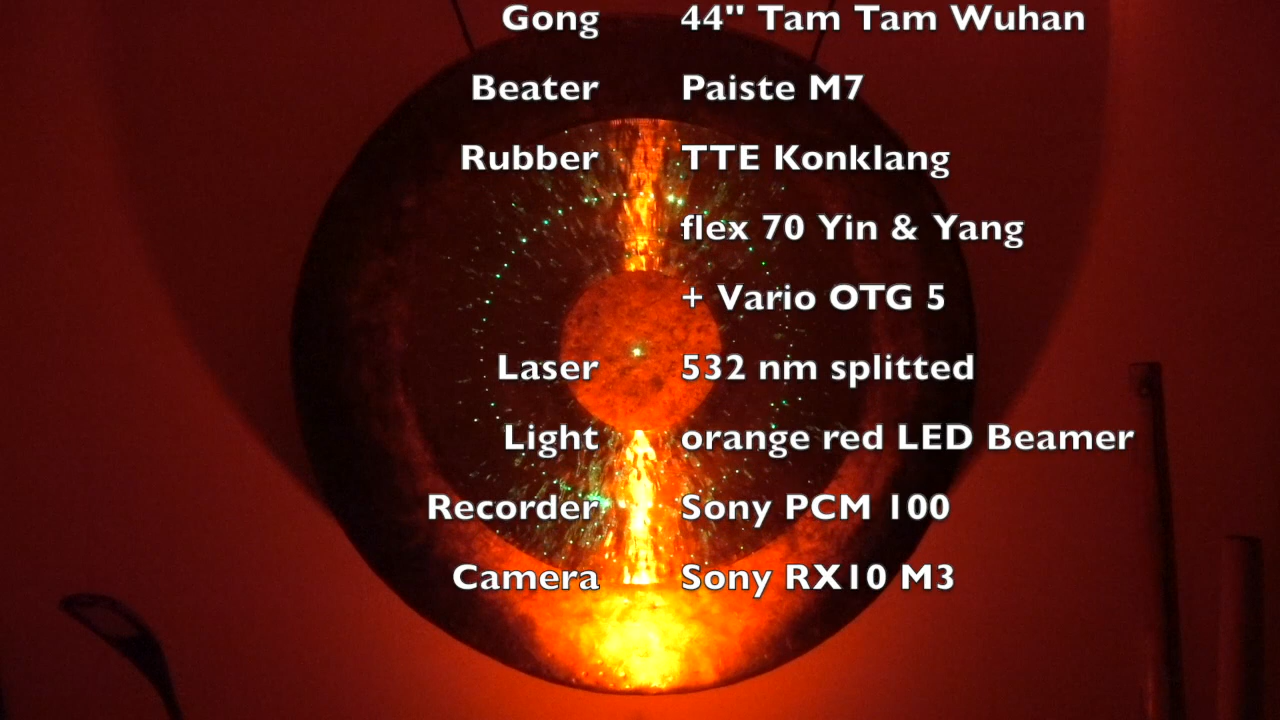 Gong 44" Tam Tam Wuhan
Beater Paiste M7
Rubber TTE Konklang
flex 70 Yin & Yang
+ Vario OTG 5
Laser 532 nm splitted
Light orange red LED Beamer
Recorder Sony PCM 100
Camera Sony RX10 M3